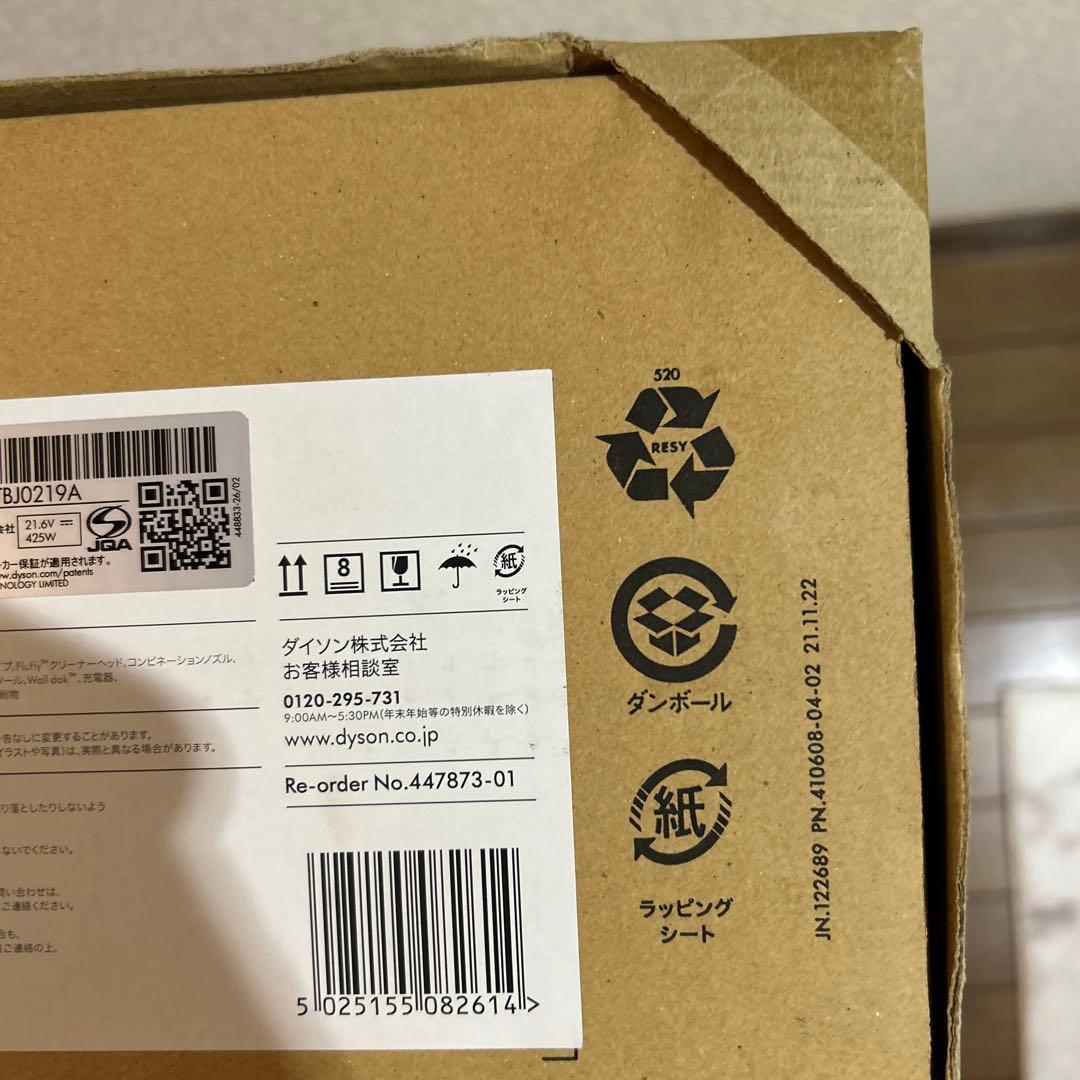 TBJ0219A
会社
21.6V
425W
JQA
448833-26/02
ーカー保証が適用されます。
www.dyson.com/patents
NOLOGY LIMITED
8
紙
ラッピング
シート
プ、Fluffy™クリーナーヘッド、コンビネーションノズル、
ツール、Wall dok™、充電器、
刷物
告なしに変更することがあります。
イラストや写真)は、実際と異なる場合があります。
り落としたりしないよう
ないでください。
問い合わせは、
ご連絡ください。
合も、
ご連絡の上、
ダイソン株式会社
お客様相談室
0120-295-731
9:00AM〜5:30PM(年末年始等の特別休暇を除く)
www.dyson.co.jp
Re-order No.447873-01
5 025155 082614 >
520
RESY
ダンボール
紙
ラッピング
シート
JN.122689 PN.410608-04-02 21.11.22